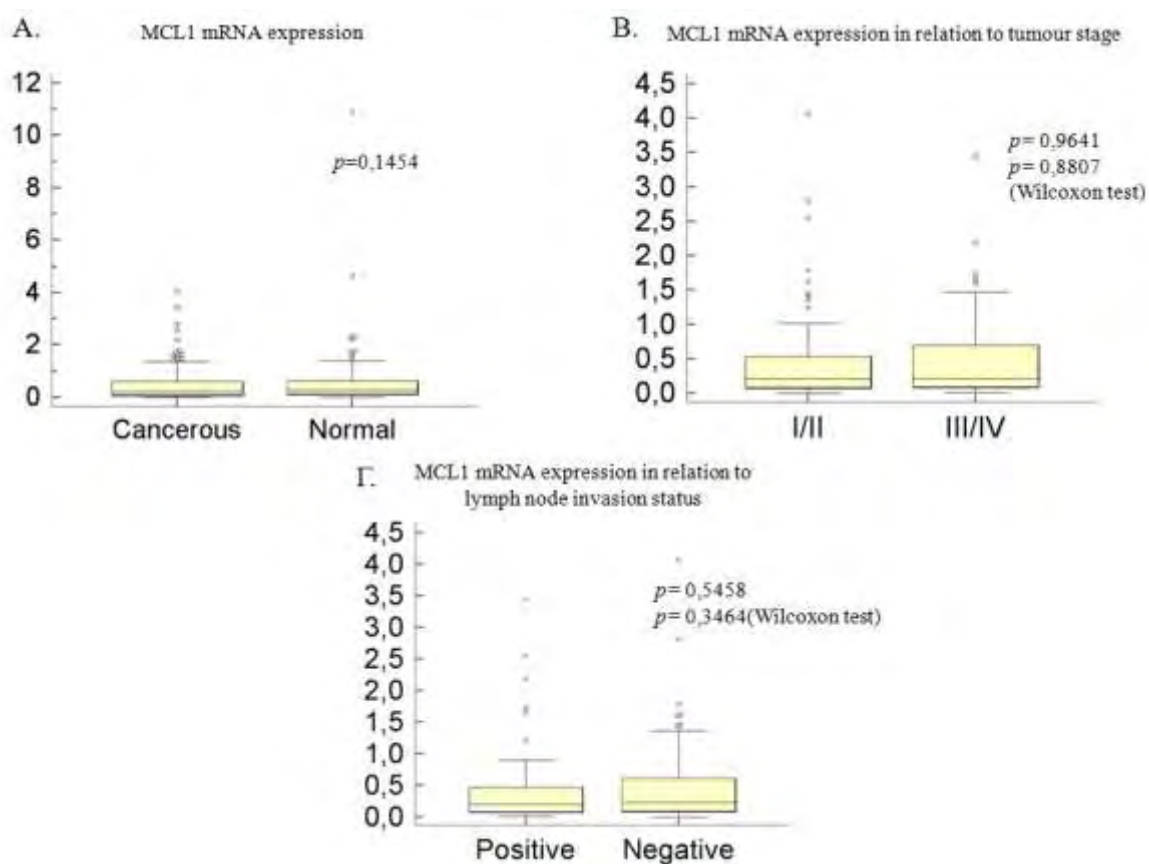 A.
MCL1 mRNA expression
12
10
8
6
4
2
0
p=0,1454
Cancerous Normal
B.
MCL1 mRNA expression in relation to tumour stage
4,5
4,0
3,5
3,0
2,5
2,0
1,5
1,0
0,5
0,0
p= 0,9641
p= 0,8807
(Wilcoxon test)
I/II III/IV
Γ.
MCL1 mRNA expression in relation to
lymph node invasion status
4,5
4,0
3,5
3,0
2,5
2,0
1,5
1,0
0,5
0,0
p= 0,5458
p= 0,3464(Wilcoxon test)
Positive Negative